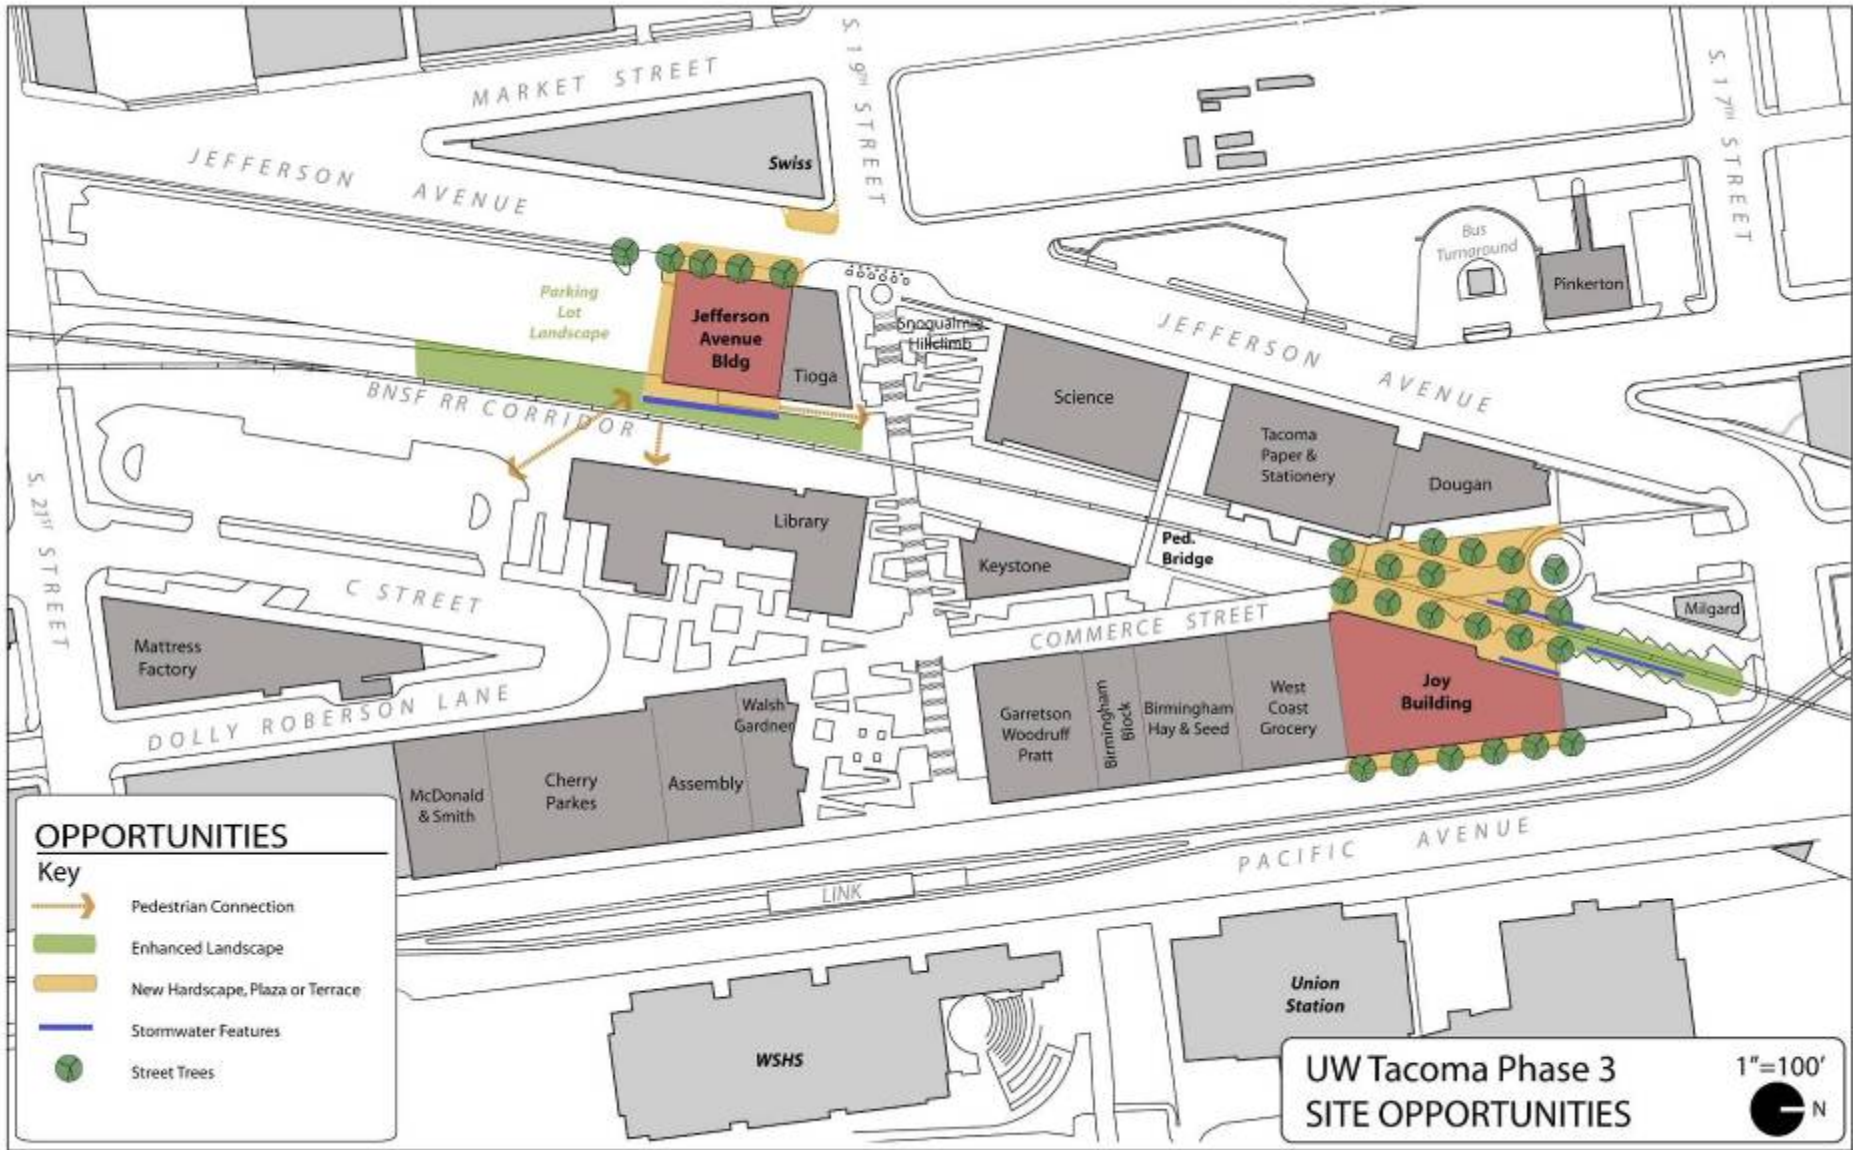 MARKET STREET
S. 19TH STREET
S. 17TH STREET
JEFFERSON AVENUE
Swiss
Bus
Turnaround
Pinkerton
Parking
Lot
Landscape
Jefferson
Avenue
Bldg
Tioga
Snoqualmie
Hillclimb
JEFFERSON AVENUE
Science
BNSF RR CORRIDOR
Tacoma
Paper &
Stationery
Dougan
Library
S. 21ST STREET
Keystone
Ped.
Bridge
C STREET
COMMERCE STREET
Milgard
Mattress
Factory
DOLLY ROBERSON LANE
Walsh
Gardner
Garretson
Woodruff
Pratt
Birmingham
Block
Birmingham
Hay & Seed
West
Coast
Grocery
Joy
Building
McDonald
& Smith
Cherry
Parkes
Assembly
PACIFIC AVENUE
LINK
OPPORTUNITIES
Key
Pedestrian Connection
Enhanced Landscape
New Hardscape, Plaza or Terrace
Stormwater Features
Street Trees
WSHS
Union
Station
UW Tacoma Phase 3
SITE OPPORTUNITIES
1"=100'
N